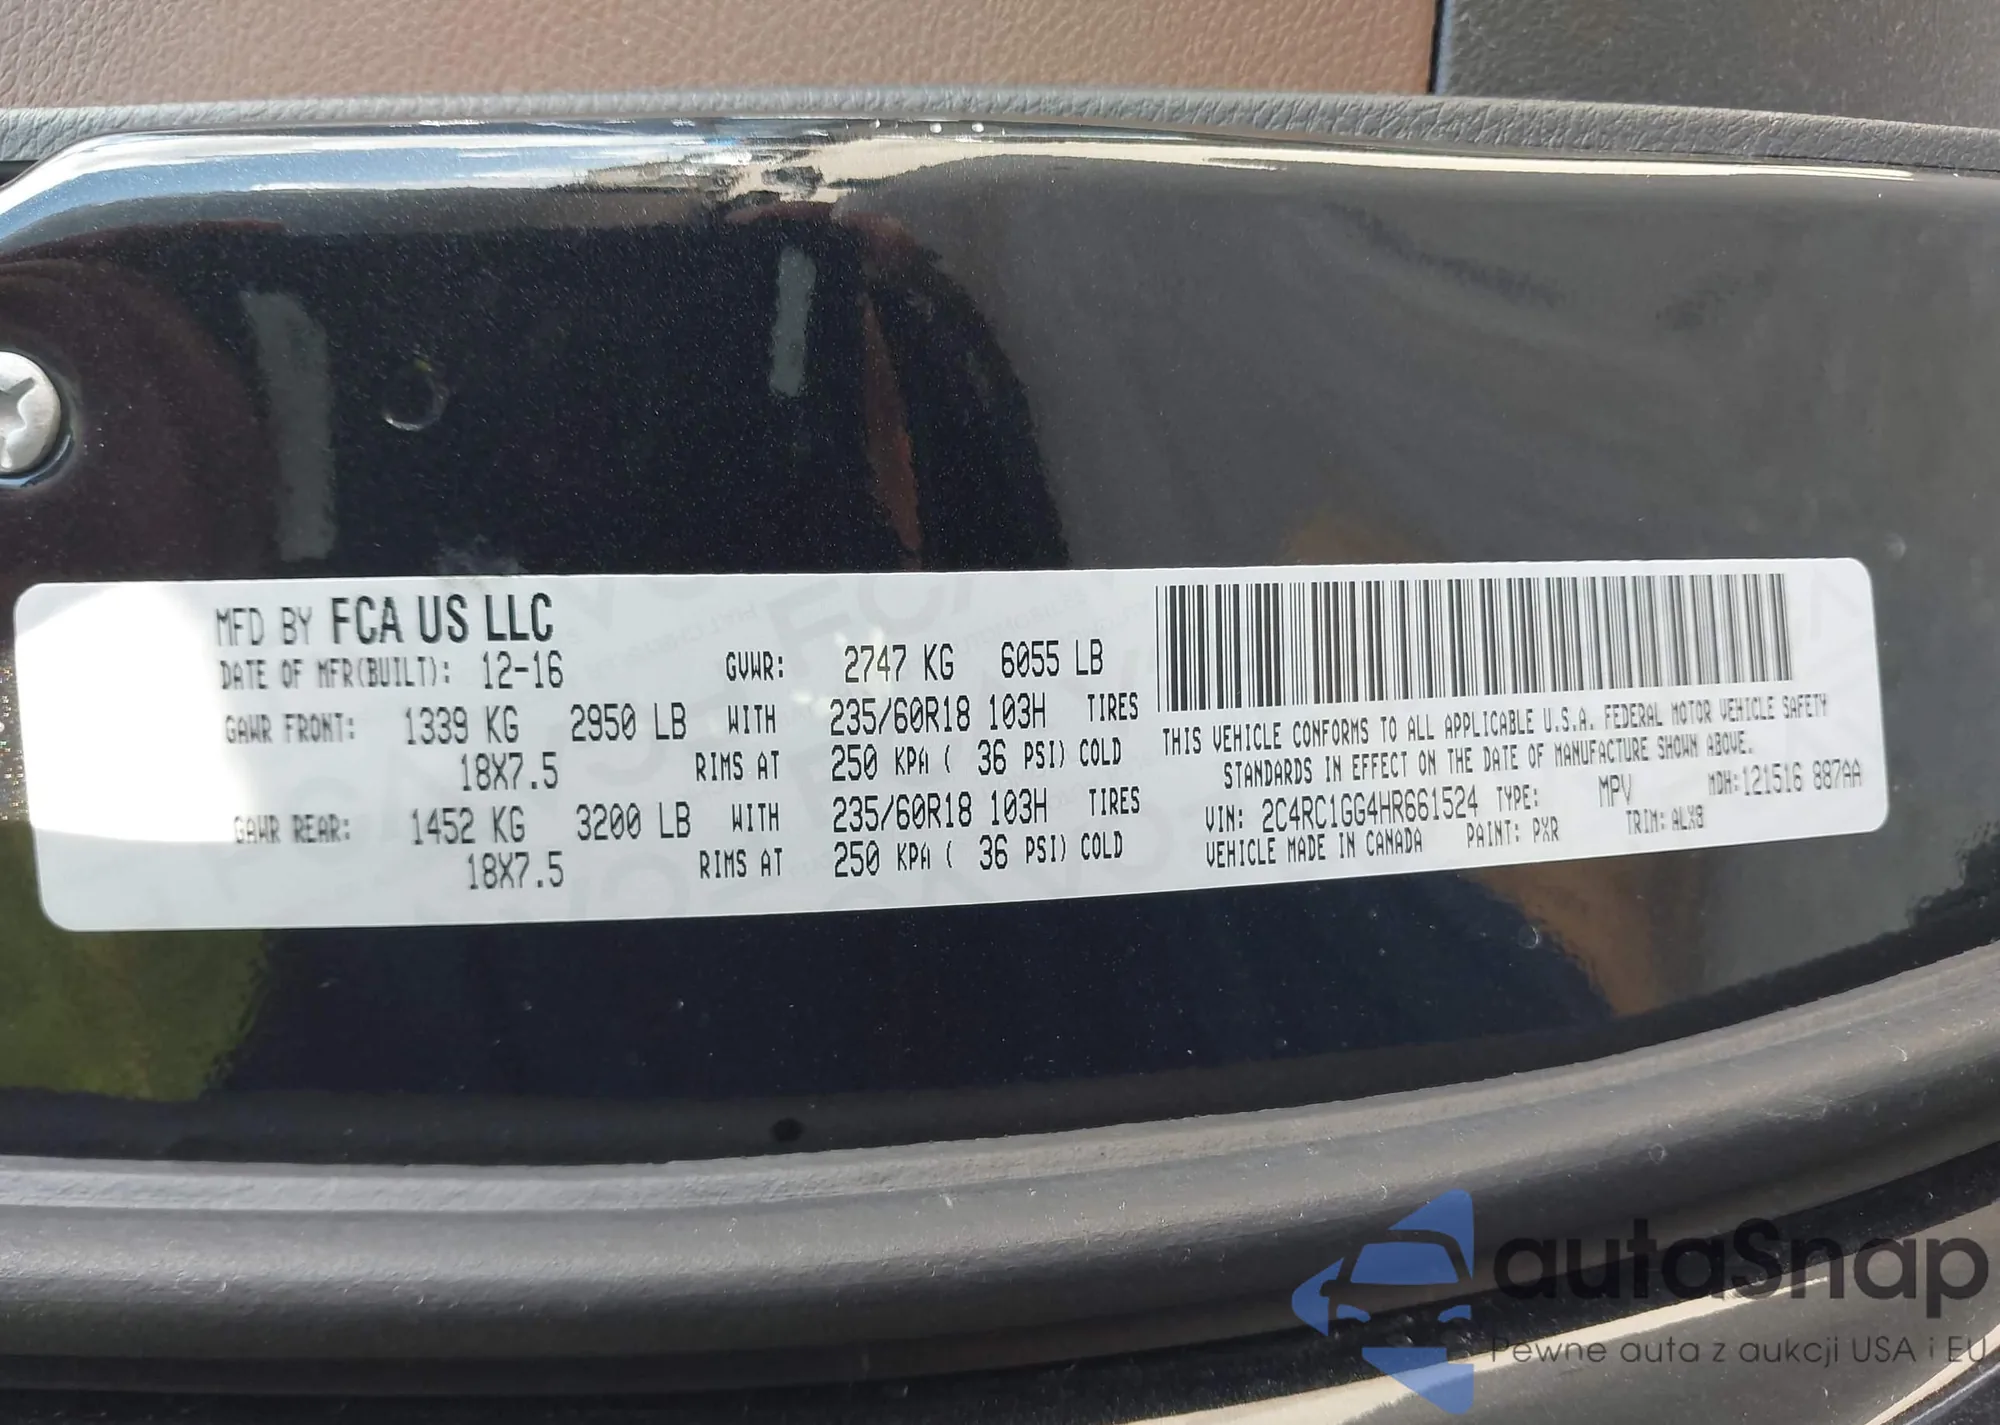 MFD BY FCA US LLC
DATE OF MFR(BUILT): 12-16 GVWR: 2747 KG 6055 LB
GAWR FRONT: 1339 KG 2950 LB WITH 235/60R18 103H TIRES
18X7.5 RIMS AT 250 KPA ( 36 PSI) COLD
GAWR REAR: 1452 KG 3200 LB WITH 235/60R18 103H TIRES
18X7.5 RIMS AT 250 KPA ( 36 PSI) COLD
THIS VEHICLE CONFORMS TO ALL APPLICABLE U.S.A. FEDERAL MOTOR VEHICLE SAFETY
STANDARDS IN EFFECT ON THE DATE OF MANUFACTURE SHOWN ABOVE.
VIN: 2C4RC1GG4HR661524 TYPE: MPV MDH:121516 887AA
VEHICLE MADE IN CANADA PAINT: PXR TRIM: ALX9
autaSnap
Pewne auta z aukcji USA i EU